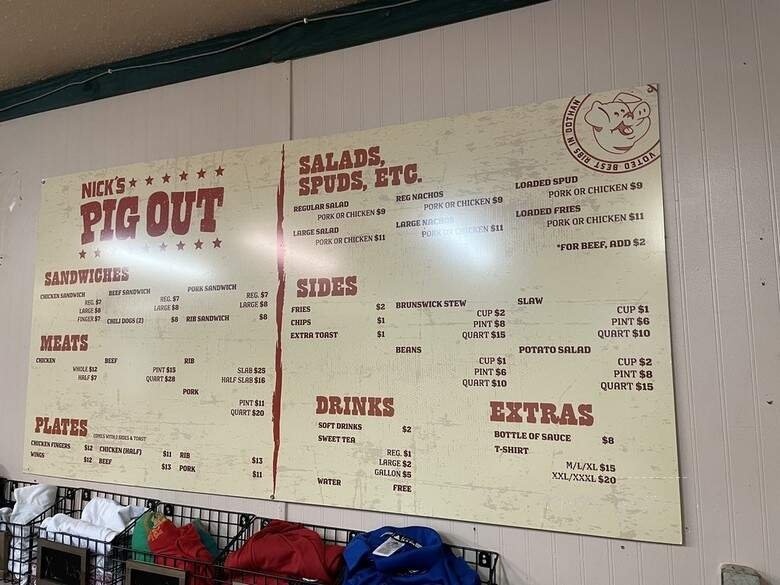 NICK'S
PIG OUT
SANDWICHES
CHICKEN SANDWICH
REG. $7
LARGE $8
FINGER $7
BEEF SANDWICH
REG. $7
LARGE $8
CHILI DOGS (2) $8
PORK SANDWICH
REG. $7
LARGE $8
RIB SANDWICH $8
MEATS
CHICKEN
WHOLE $12
HALF $7
BEEF
PINT $15
QUART $28
RIB
SLAB $25
HALF SLAB $16
PORK
PINT $11
QUART $20
PLATES
COMES WITH 2 SIDES & TOAST
CHICKEN FINGERS $12
WINGS $12
CHICKEN (HALF) $11
BEEF $13
RIB $13
PORK $11
SALADS,
SPUDS, ETC.
REGULAR SALAD
PORK OR CHICKEN $9
LARGE SALAD
PORK OR CHICKEN $11
REG NACHOS
PORK OR CHICKEN $9
LARGE NACHOS
PORK OR CHICKEN $11
LOADED SPUD
PORK OR CHICKEN $9
LOADED FRIES
PORK OR CHICKEN $11
*FOR BEEF, ADD $2
VOTED BEST RIBS IN DOTHAN
SIDES
FRIES $2
CHIPS $1
EXTRA TOAST $1
BRUNSWICK STEW
CUP $2
PINT $8
QUART $15
BEANS
CUP $1
PINT $6
QUART $10
SLAW
CUP $1
PINT $6
QUART $10
POTATO SALAD
CUP $2
PINT $8
QUART $15
DRINKS
SOFT DRINKS $2
SWEET TEA
REG. $1
LARGE $2
GALLON $5
WATER FREE
EXTRAS
BOTTLE OF SAUCE $8
T-SHIRT
M/L/XL $15
XXL/XXXL $20